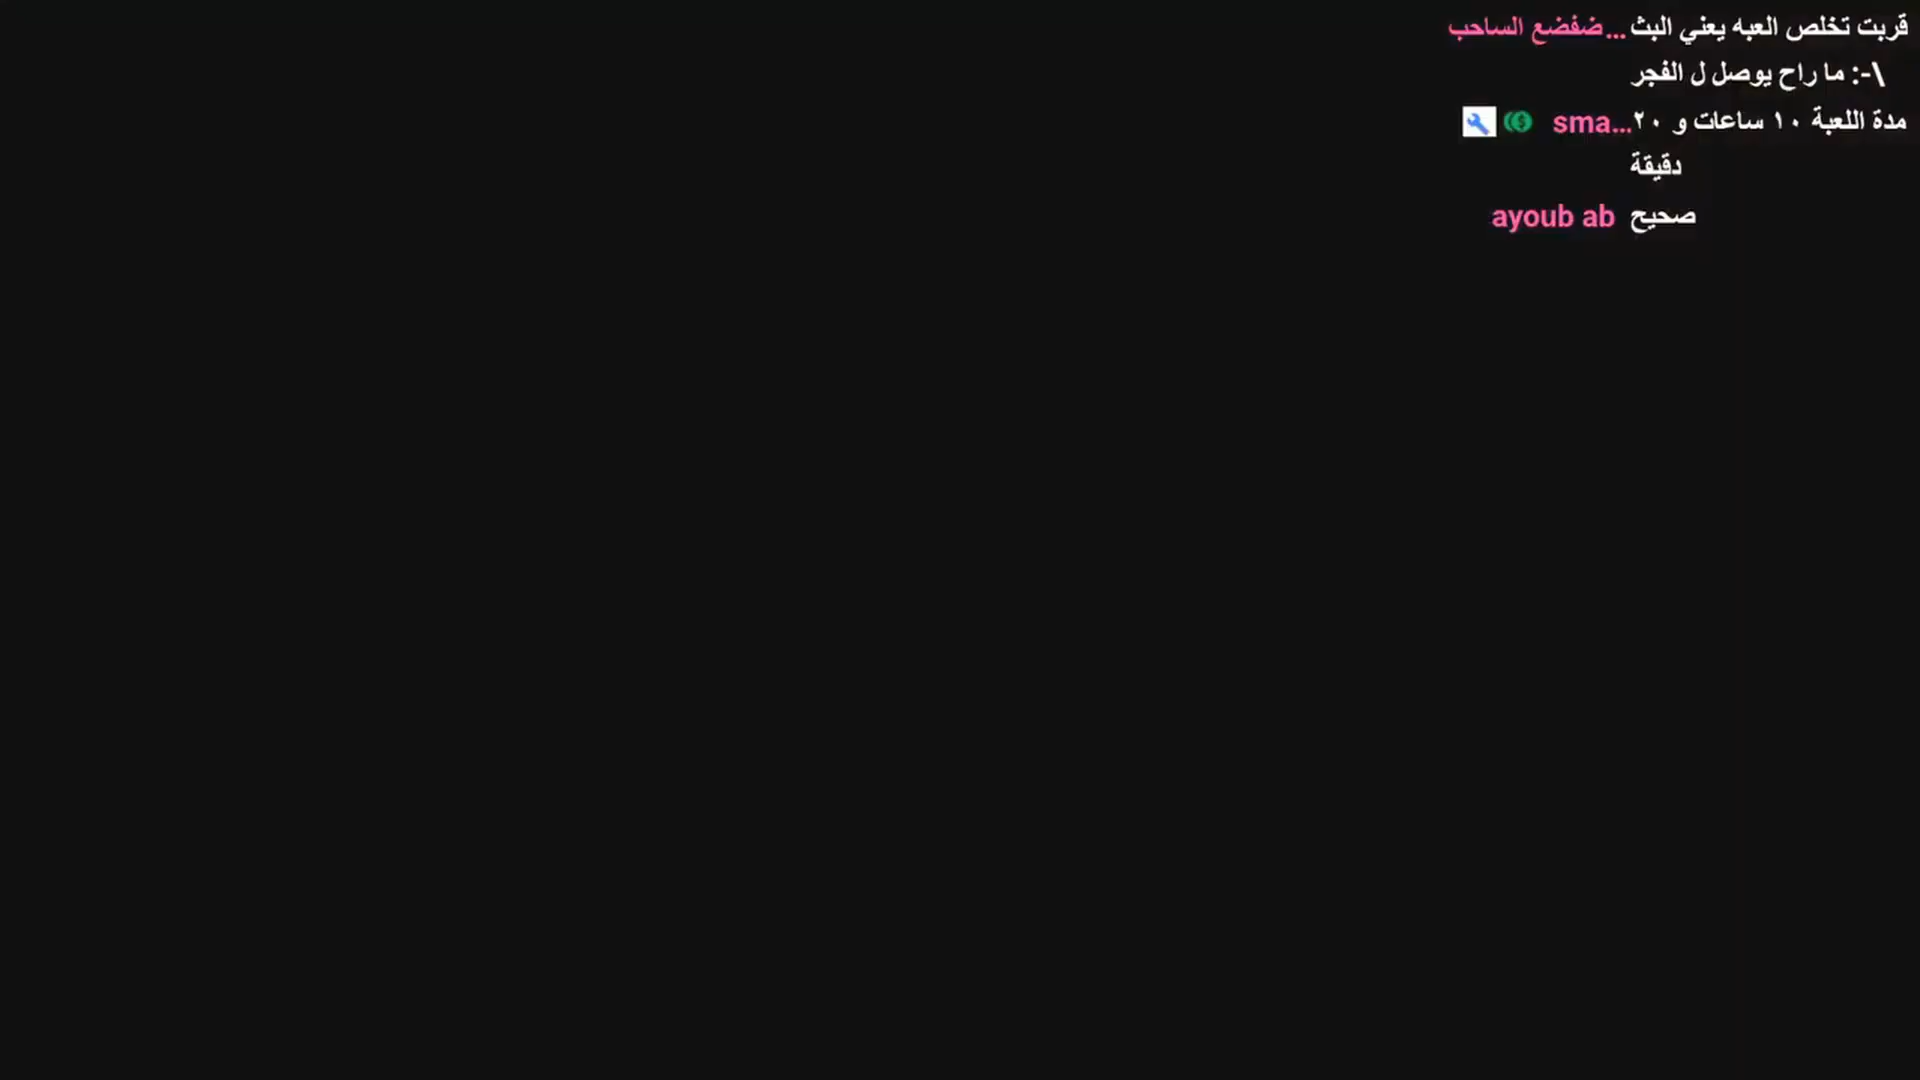 ضفضع الساحب... قربت تخلص العبه يعني البث
ما راح يوصل ل الفجر :-\
sma... مدة اللعبة ١٠ ساعات و ٢٠
دقيقة
ayoub ab صحيح